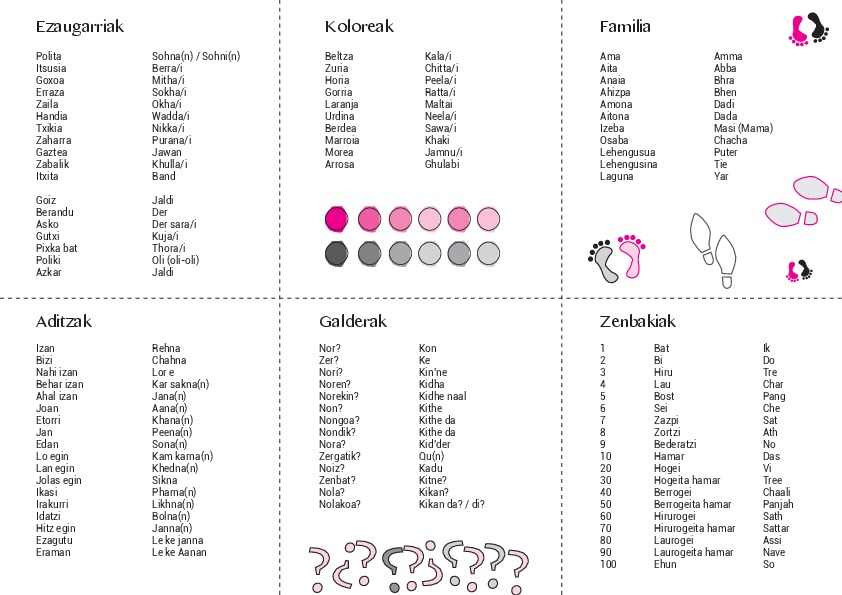 Ezaugarriak
Polita Sohna(n) / Sohni(n)
Itsusia Berra/i
Goxoa Mitha/i
Erraza Sokha/i
Zaila Okha/i
Handia Wadda/i
Txikia Nikka/i
Zaharra Purana/i
Gaztea Jawan
Zabalik Khulla/i
Itxita Band
Goiz Jaldi
Berandu Der
Asko Der sara/i
Gutxi Kuja/i
Pixka bat Thora/i
Poliki Oli (oli-oli)
Azkar Jaldi
Koloreak
Beltza Kala/i
Zuria Chitta/i
Horia Peela/i
Gorria Ratta/i
Laranja Maltai
Urdina Neela/i
Berdea Sawa/i
Marroia Khaki
Morea Jamnu/i
Arrosa Ghulabi
Familia
Ama Amma
Aita Abba
Anaia Bhra
Ahizpa Bhen
Amona Dadi
Aitona Dada
Izeba Masi (Mama)
Osaba Chacha
Lehengusua Puter
Lehengusina Tie
Laguna Yar
Aditzak
Izan Rehna
Bizi Chahna
Nahi izan Lor e
Behar izan Kar sakna(n)
Ahal izan Jana(n)
Joan Aana(n)
Etorri Khana(n)
Jan Peena(n)
Edan Sona(n)
Lo egin Kam karna(n)
Lan egin Khedna(n)
Jolas egin Sikna
Ikasi Pharna(n)
Irakurri Likhna(n)
Idatzi Bolna(n)
Hitz egin Janna(n)
Ezagutu Le ke janna
Eraman Le ke Aanan
Galderak
Nor? Kon
Zer? Ke
Nori? Kin'ne
Noren? Kidha
Norekin? Kidhe naal
Non? Kithe
Nongoa? Kithe da
Nondik? Kithe da
Nora? Kid'der
Zergatik? Qu(n)
Noiz? Kadu
Zenbat? Kitne?
Nola? Kikan?
Nolakoa? Kikan da? / di?
Zenbakiak
1 Bat Ik
2 Bi Do
3 Hiru Tre
4 Lau Char
5 Bost Pang
6 Sei Che
7 Zazpi Sat
8 Zortzi Ath
9 Bederatzi No
10 Hamar Das
20 Hogei Vi
30 Hogeita hamar Tree
40 Berrogei Chaali
50 Berrogeita hamar Panjah
60 Hirurogei Sath
70 Hirurogeita hamar Sattar
80 Laurogei Assi
90 Laurogeita hamar Nave
100 Ehun So